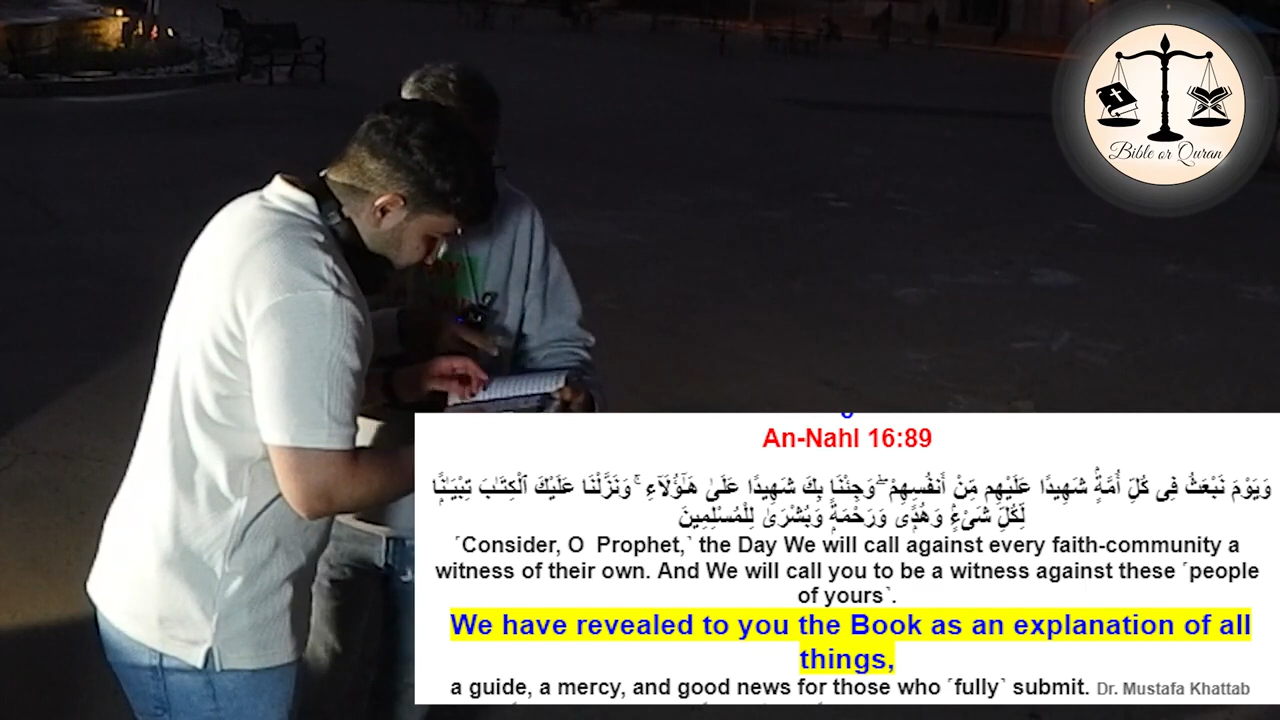 Bible or Quran
An-Nahl 16:89
وَيَوْمَ نَبْعَثُ فِى كُلِّ أُمَّةٍۢ شَهِيدًا عَلَيْهِم مِّنْ أَنفُسِهِمْ ۖ وَجِئْنَا بِكَ شَهِيدًا عَلَىٰ هَـٰٓؤُلَآءِ ۚ وَنَزَّلْنَا عَلَيْكَ ٱلْكِتَـٰبَ تِبْيَـٰنًۭا
لِّكُلِّ شَىْءٍۢ وَهُدًۭى وَرَحْمَةًۭ وَبُشْرَىٰ لِلْمُسْلِمِينَ
˹Consider, O Prophet,˺ the Day We will call against every faith-community a
witness of their own. And We will call you to be a witness against these ˹people
of yours˺.
We have revealed to you the Book as an explanation of all
things,
a guide, a mercy, and good news for those who ˹fully˺ submit. Dr. Mustafa Khattab